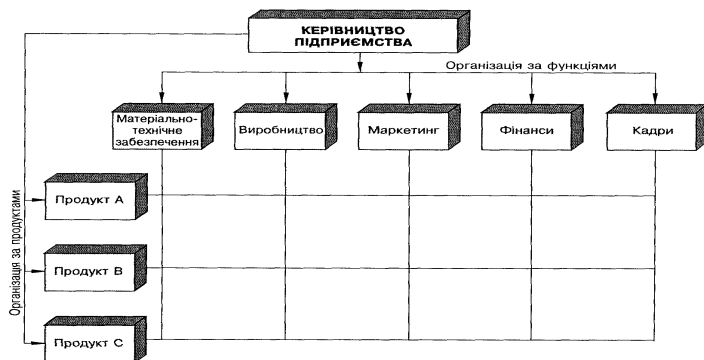 КЕРІВНИЦТВО
ПІДПРИЄМСТВА
Організація за функціями
Матеріально-
технічне
забезпечення
Виробництво
Маркетинг
Фінанси
Кадри
Організація за продуктами
Продукт А
Продукт В
Продукт С